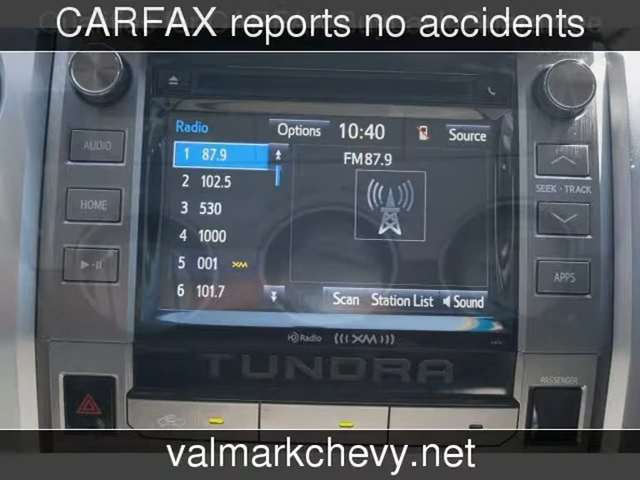 CARFAX reports no accidents
Radio
Options
10:40
Source
AUDIO
HOME
1 87.9
2 102.5
3 530
4 1000
5 001 XM
6 101.7
FM87.9
Scan
Station List
Sound
SEEK · TRACK
APPS
HD Radio
(((XM)))
TUNDRA
PASSENGER
valmarkchevy.net